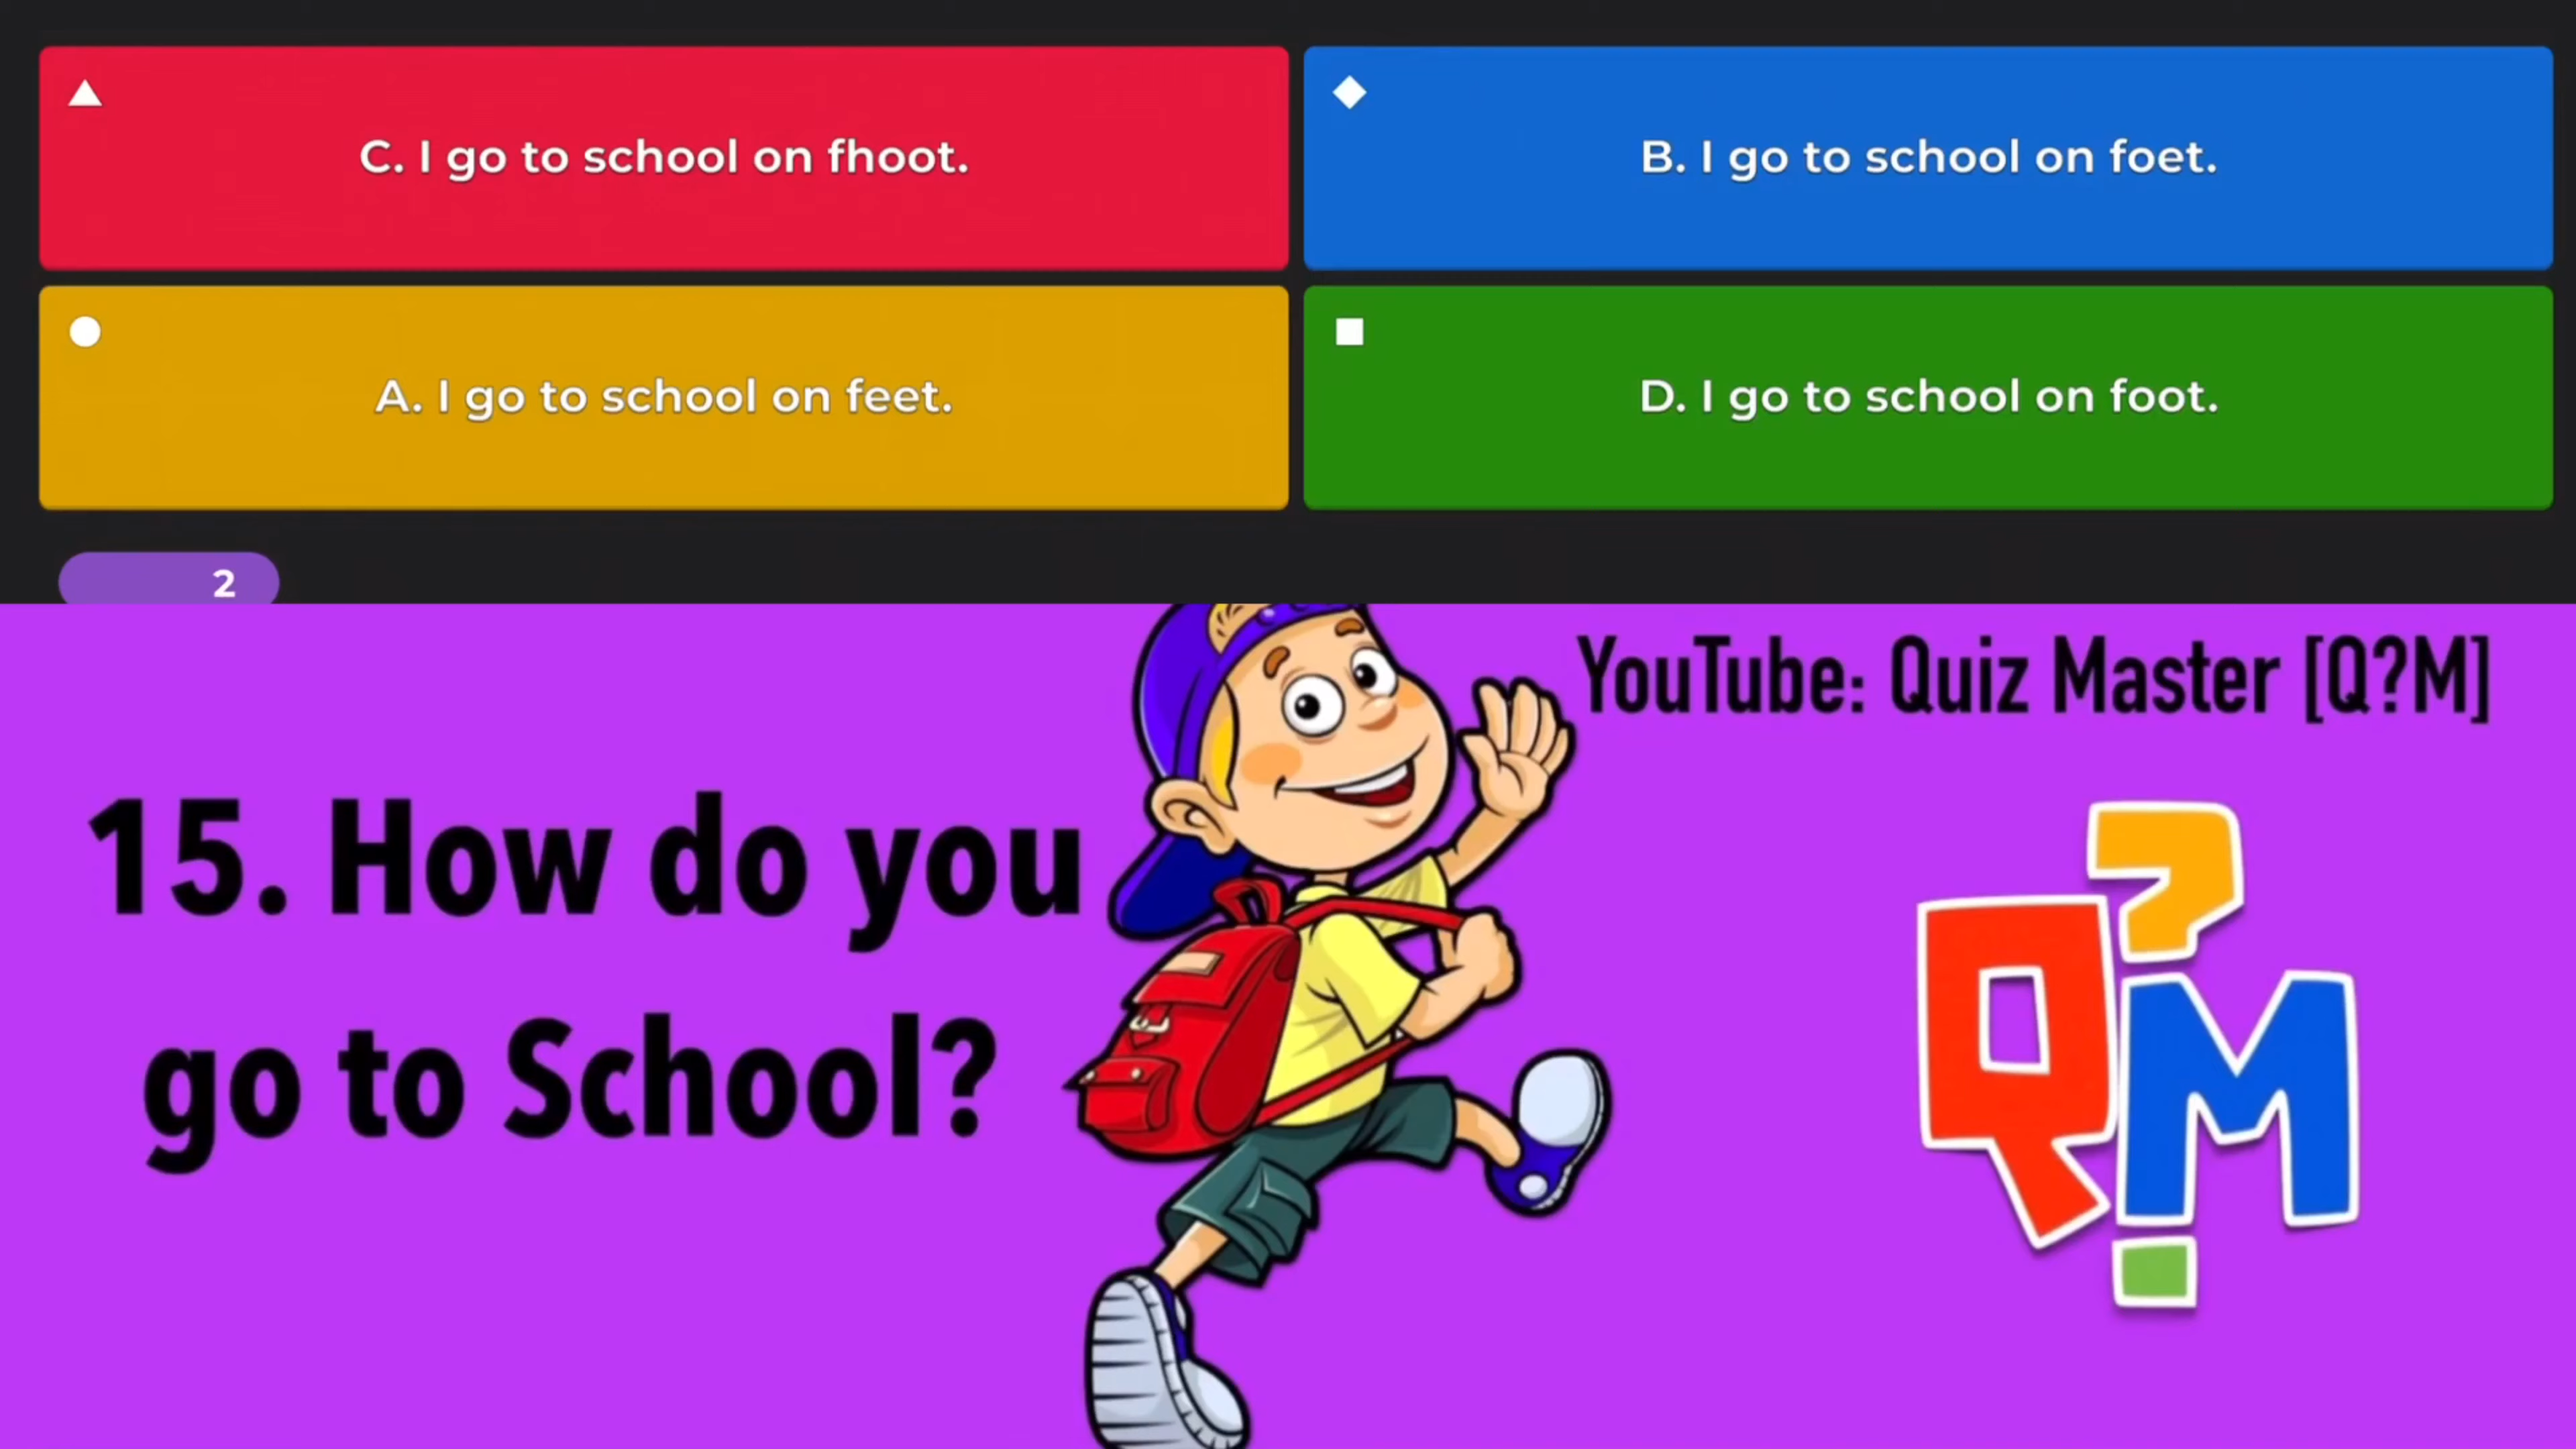 C. I go to school on fhoot.
B. I go to school on foet.
A. I go to school on feet.
D. I go to school on foot.
2
YouTube: Quiz Master [Q?M]
15. How do you
go to School?
Q?M